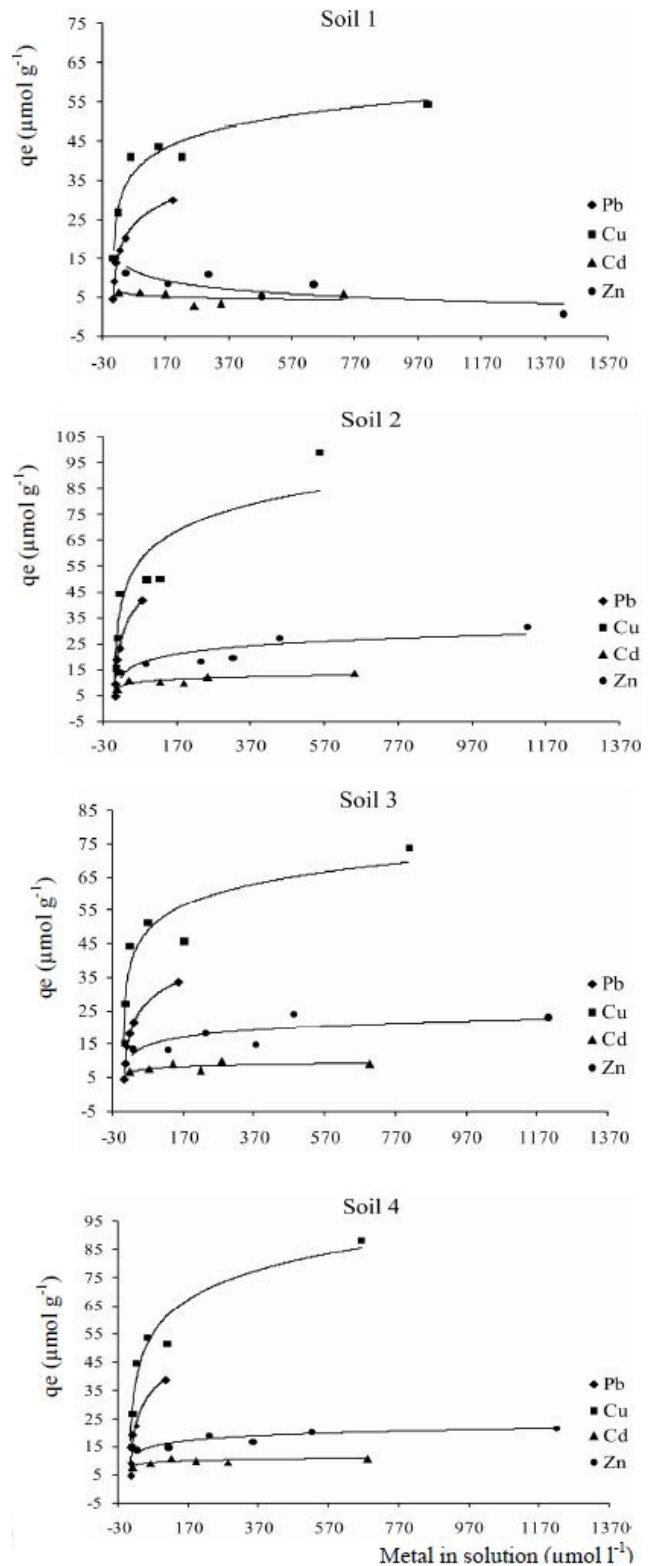 Soil 1
qe (µmol g⁻¹)
75
65
55
45
35
25
15
5
-5
-30 170 370 570 770 970 1170 1370 1570
Pb
Cu
Cd
Zn
Soil 2
qe (µmol g⁻¹)
105
95
85
75
65
55
45
35
25
15
5
-5
-30 170 370 570 770 970 1170 1370
Pb
Cu
Cd
Zn
Soil 3
qe (µmol g⁻¹)
85
75
65
55
45
35
25
15
5
-5
-30 170 370 570 770 970 1170 1370
Pb
Cu
Cd
Zn
Soil 4
qe (µmol g⁻¹)
95
85
75
65
55
45
35
25
15
5
-5
-30 170 370 570 770 970 1170 1370
Pb
Cu
Cd
Zn
Metal in solution (umol l⁻¹)